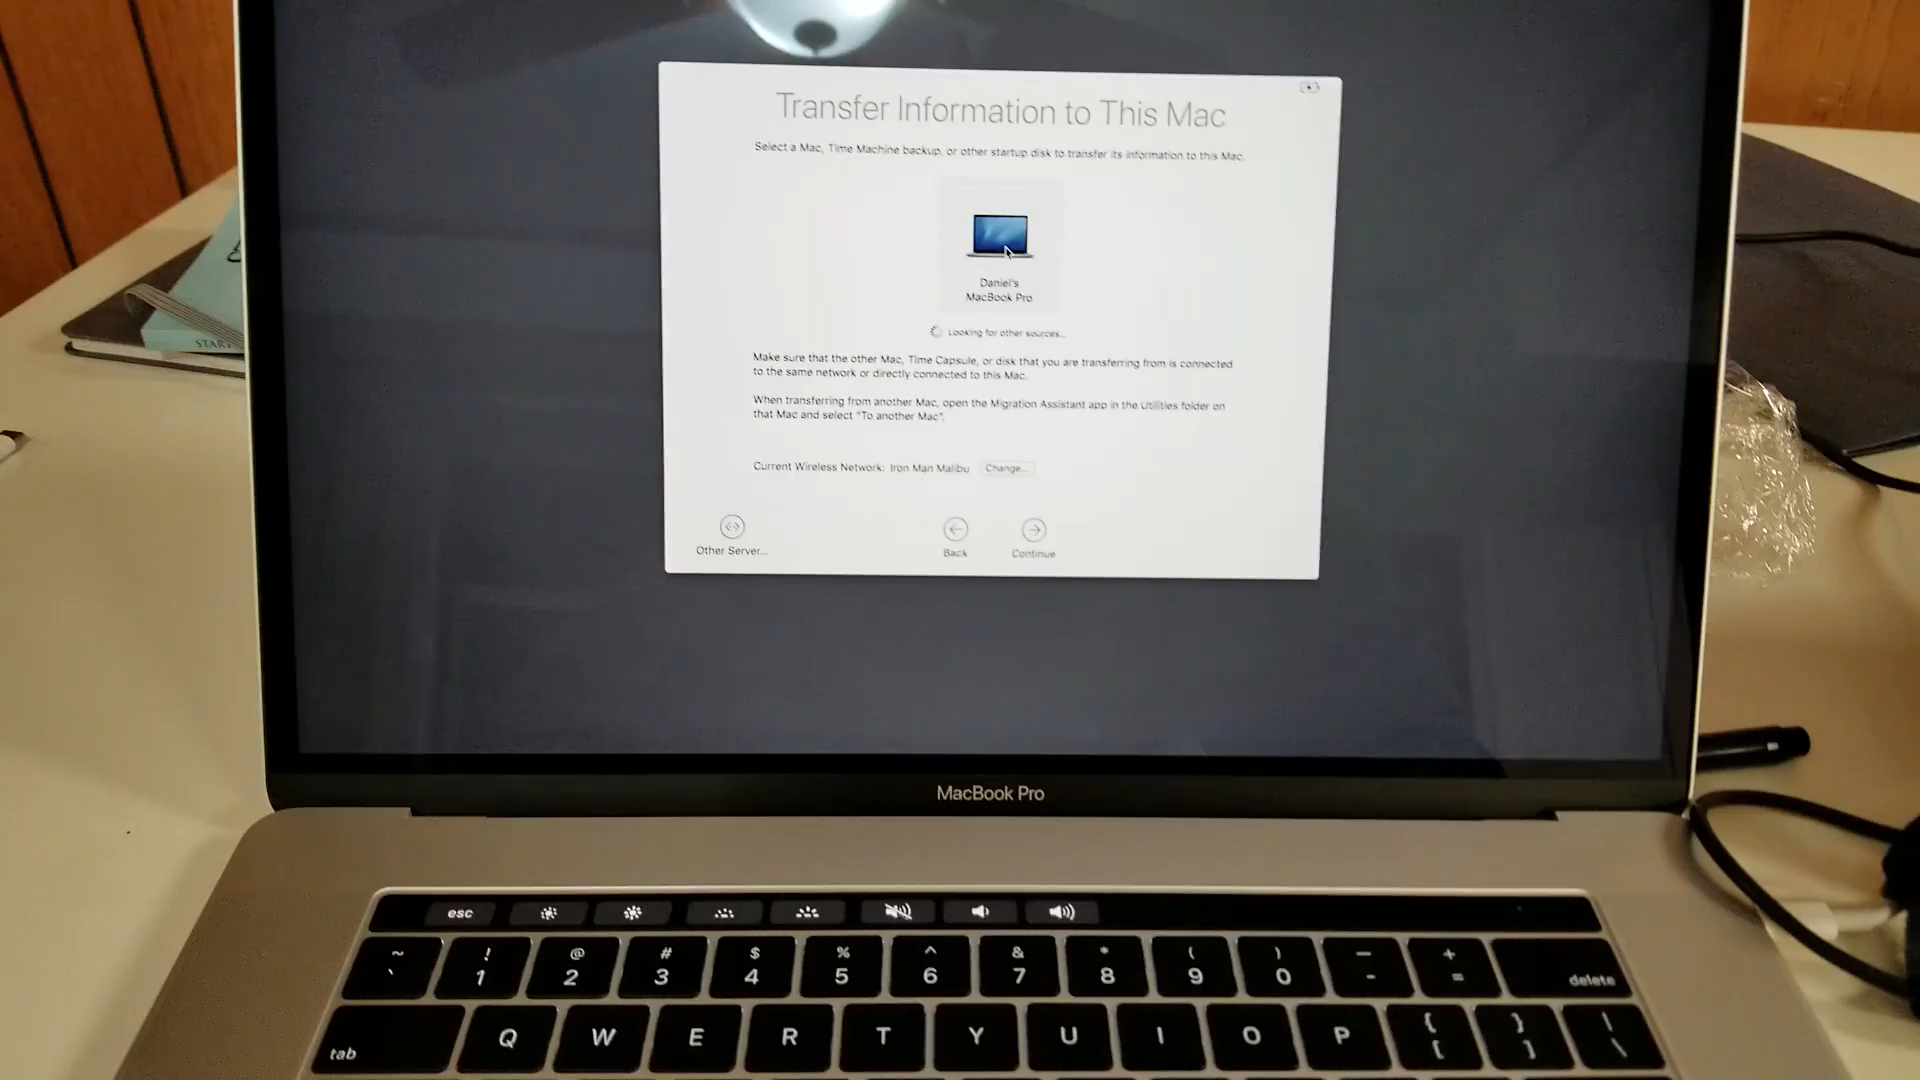 Transfer Information to This Mac
Select a Mac, Time Machine backup, or other startup disk to transfer its information to this Mac.
Daniel's
MacBook Pro
Looking for other sources...
Make sure that the other Mac, Time Capsule, or disk that you are transferring from is connected
to the same network or directly connected to this Mac.
When transferring from another Mac, open the Migration Assistant app in the Utilities folder on
that Mac and select "To another Mac".
Current Wireless Network: Iron Man Malibu Change...
Other Server... Back Continue
START
MacBook Pro
esc
~ ! @ # $ % ^ & * ( ) — +
` 1 2 3 4 5 6 7 8 9 0 - = delete
tab Q W E R T Y U I O P { [ } ] | \